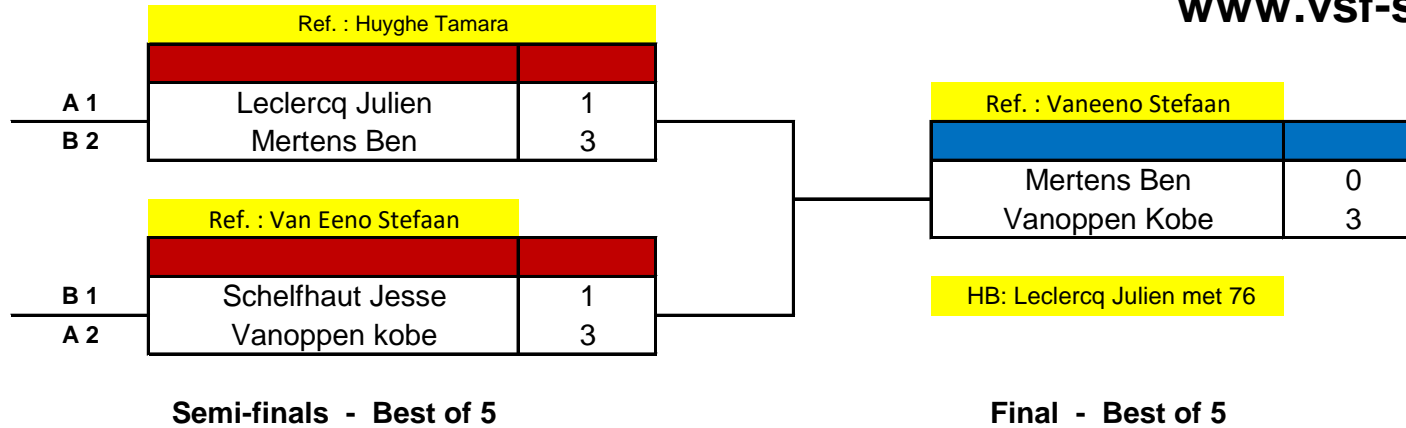 www.vsf-s
Ref. : Huyghe Tamara
A 1 Leclercq Julien 1
B 2 Mertens Ben 3
Ref. : Van Eeno Stefaan
B 1 Schelfhaut Jesse 1
A 2 Vanoppen kobe 3
Semi-finals - Best of 5
Ref. : Vaneeno Stefaan
Mertens Ben 0
Vanoppen Kobe 3
HB: Leclercq Julien met 76
Final - Best of 5